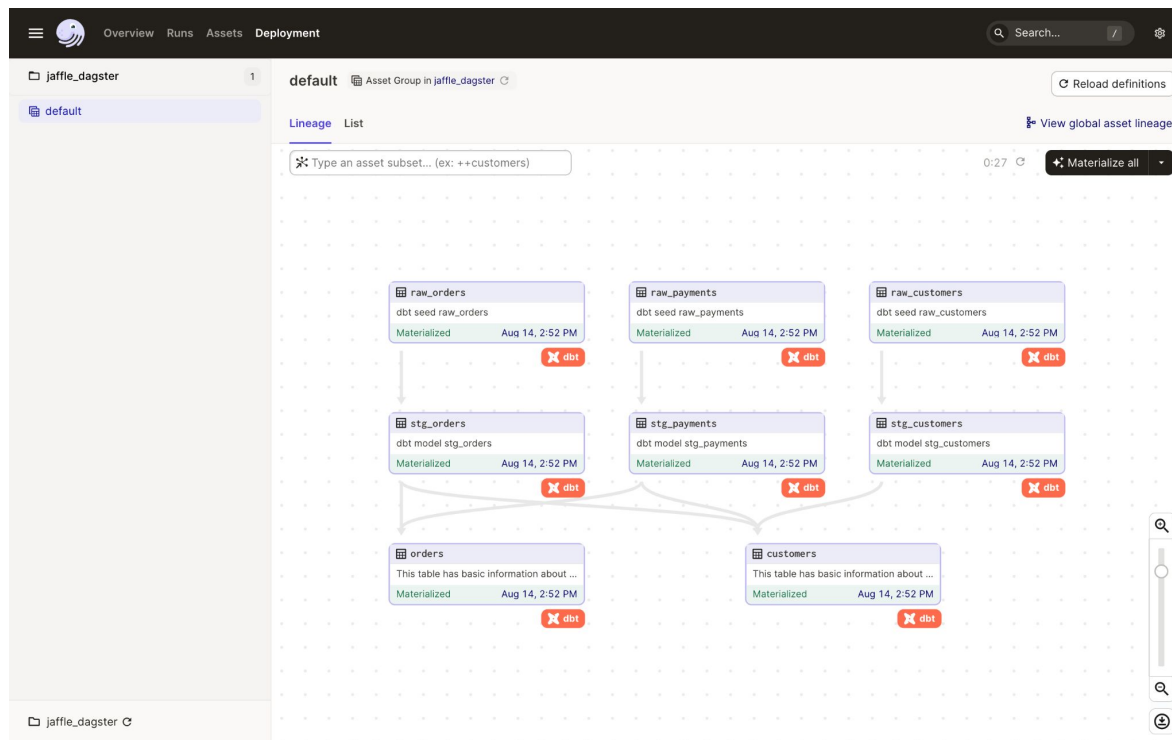 Overview Runs Assets Deployment Search... /
jaffle_dagster 1
default
default Asset Group in jaffle_dagster
Reload definitions
Lineage List
View global asset lineage
Type an asset subset... (ex: ++customers)
0:27
Materialize all
raw_orders
dbt seed raw_orders
Materialized Aug 14, 2:52 PM
dbt
raw_payments
dbt seed raw_payments
Materialized Aug 14, 2:52 PM
dbt
raw_customers
dbt seed raw_customers
Materialized Aug 14, 2:52 PM
dbt
stg_orders
dbt model stg_orders
Materialized Aug 14, 2:52 PM
dbt
stg_payments
dbt model stg_payments
Materialized Aug 14, 2:52 PM
dbt
stg_customers
dbt model stg_customers
Materialized Aug 14, 2:52 PM
dbt
orders
This table has basic information about ...
Materialized Aug 14, 2:52 PM
dbt
customers
This table has basic information about ...
Materialized Aug 14, 2:52 PM
dbt
jaffle_dagster